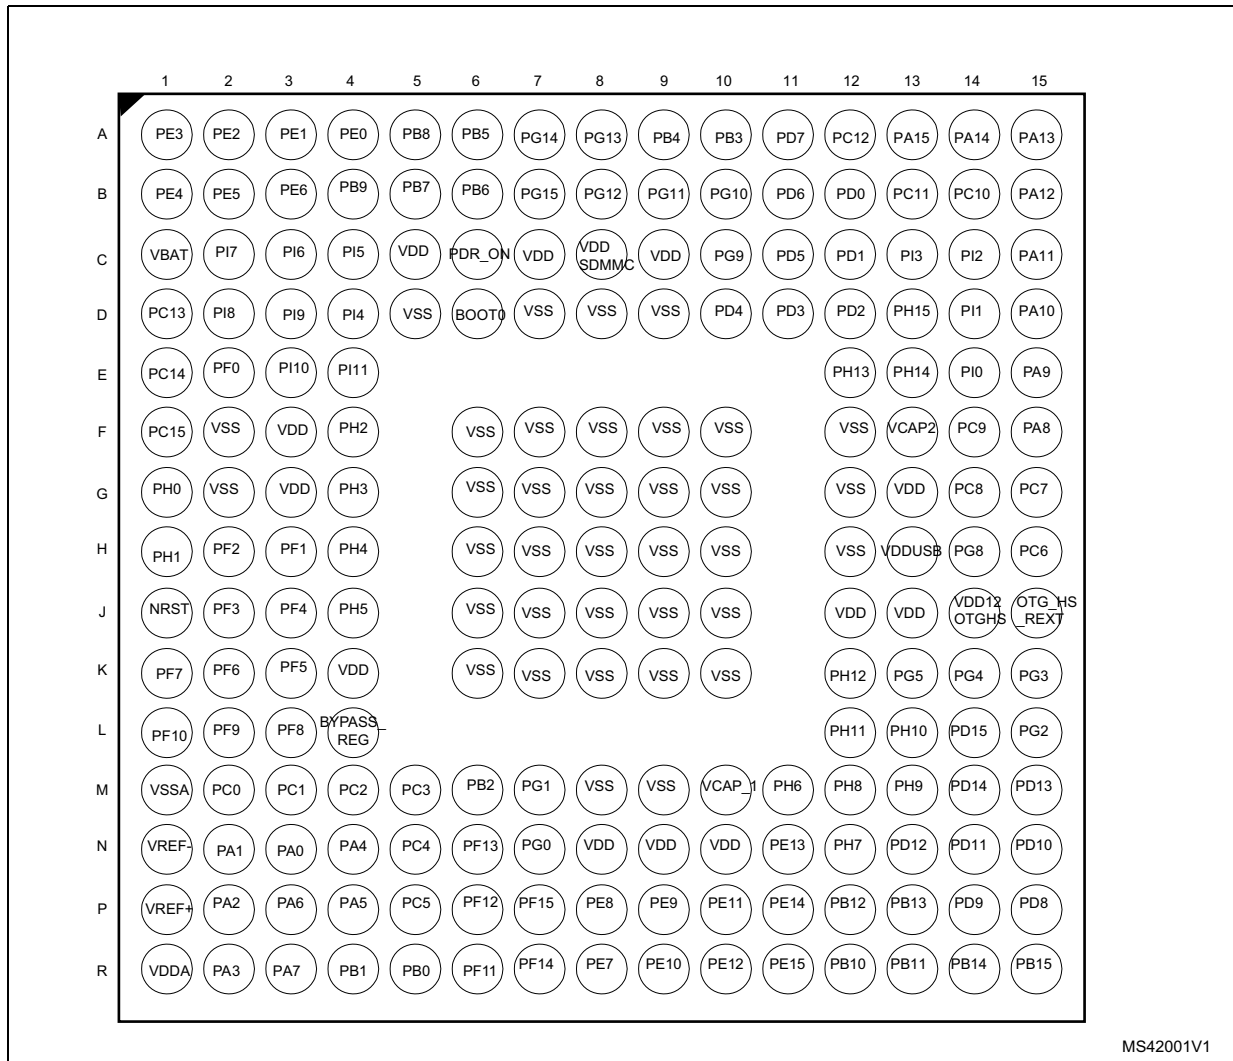 1 2 3 4 5 6 7 8 9 10 11 12 13 14 15
A PE3 PE2 PE1 PE0 PB8 PB5 PG14 PG13 PB4 PB3 PD7 PC12 PA15 PA14 PA13
B PE4 PE5 PE6 PB9 PB7 PB6 PG15 PG12 PG11 PG10 PD6 PD0 PC11 PC10 PA12
C VBAT PI7 PI6 PI5 VDD PDR_ON VDD VDD SDMMC VDD PG9 PD5 PD1 PI3 PI2 PA11
D PC13 PI8 PI9 PI4 VSS BOOT0 VSS VSS VSS PD4 PD3 PD2 PH15 PI1 PA10
E PC14 PF0 PI10 PI11 PH13 PH14 PI0 PA9
F PC15 VSS VDD PH2 VSS VSS VSS VSS VSS VSS VCAP2 PC9 PA8
G PH0 VSS VDD PH3 VSS VSS VSS VSS VSS VSS VDD PC8 PC7
H PH1 PF2 PF1 PH4 VSS VSS VSS VSS VSS VSS VDDUSB PG8 PC6
J NRST PF3 PF4 PH5 VSS VSS VSS VSS VSS VDD VDD VDD12 OTGHS OTG_HS _REXT
K PF7 PF6 PF5 VDD VSS VSS VSS VSS VSS PH12 PG5 PG4 PG3
L PF10 PF9 PF8 BYPASS_ REG PH11 PH10 PD15 PG2
M VSSA PC0 PC1 PC2 PC3 PB2 PG1 VSS VSS VCAP_1 PH6 PH8 PH9 PD14 PD13
N VREF- PA1 PA0 PA4 PC4 PF13 PG0 VDD VDD VDD PE13 PH7 PD12 PD11 PD10
P VREF+ PA2 PA6 PA5 PC5 PF12 PF15 PE8 PE9 PE11 PE14 PB12 PB13 PD9 PD8
R VDDA PA3 PA7 PB1 PB0 PF11 PF14 PE7 PE10 PE12 PE15 PB10 PB11 PB14 PB15
MS42001V1